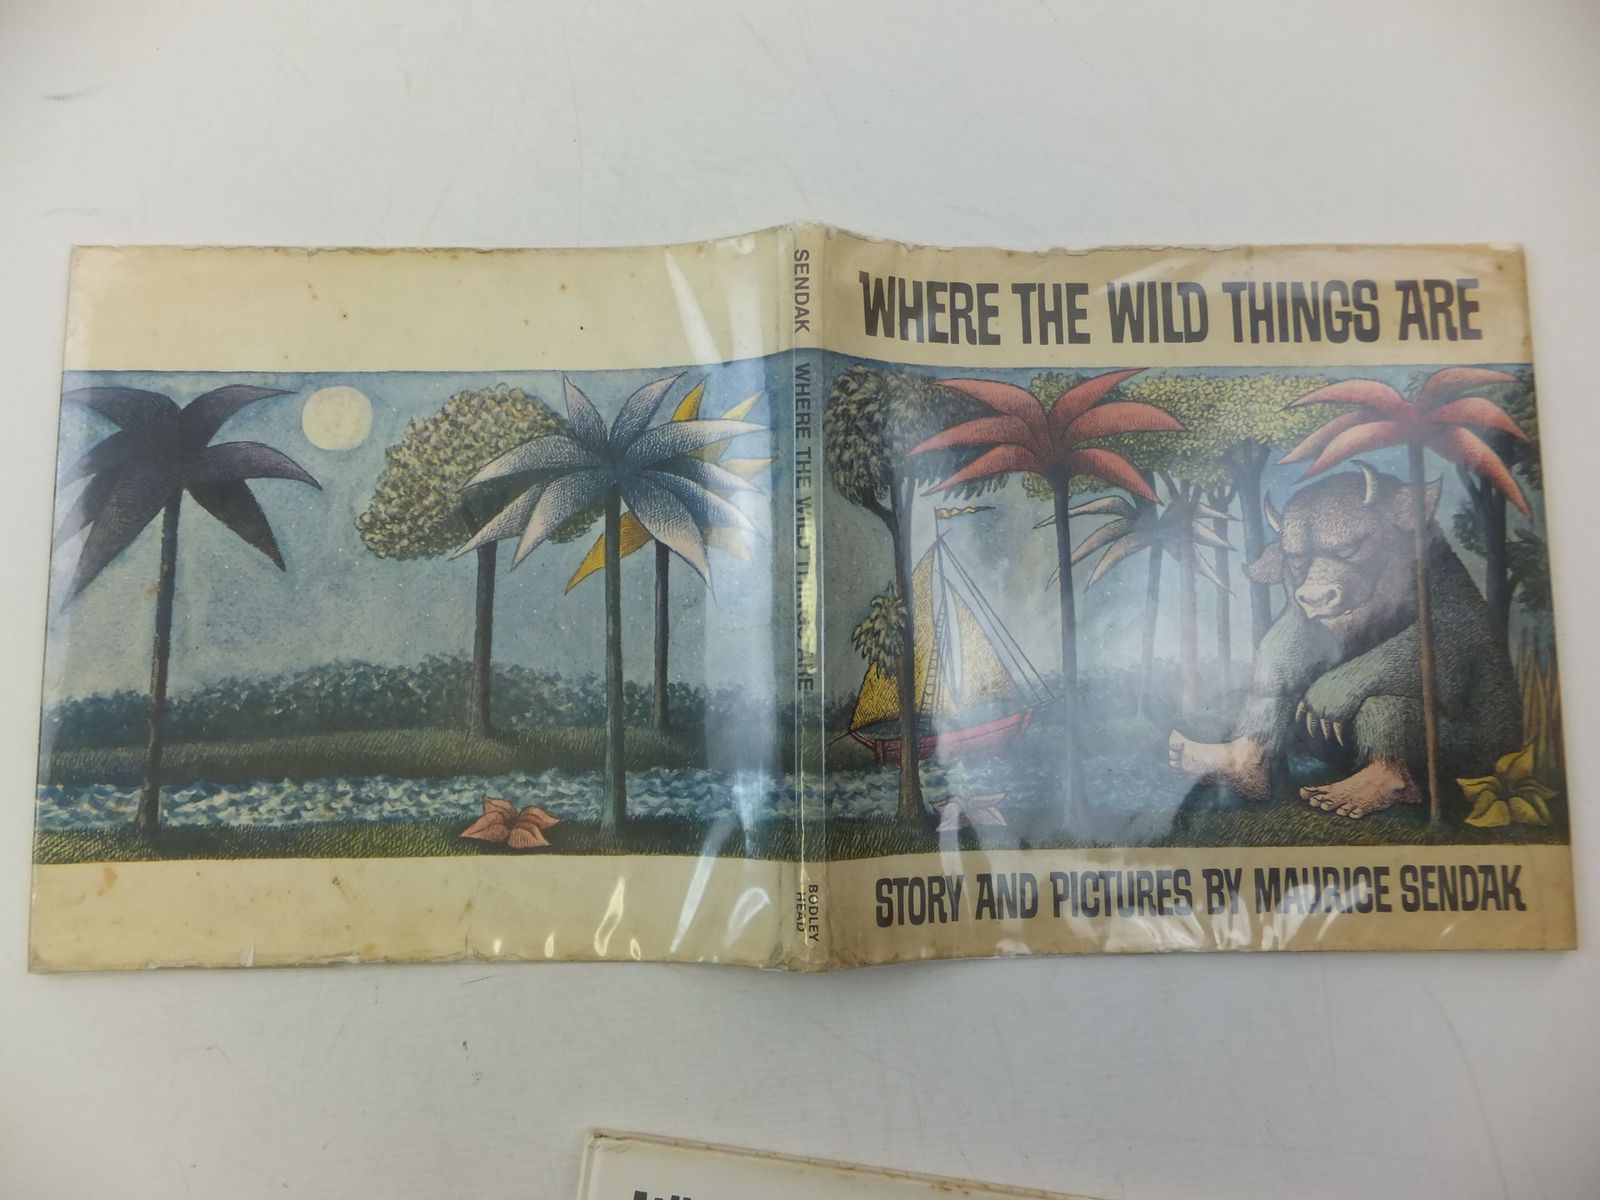 SENDAK
WHERE THE WILD THINGS ARE
BODLEY
HEAD
WHERE THE WILD THINGS ARE
STORY AND PICTURES BY MAURICE SENDAK